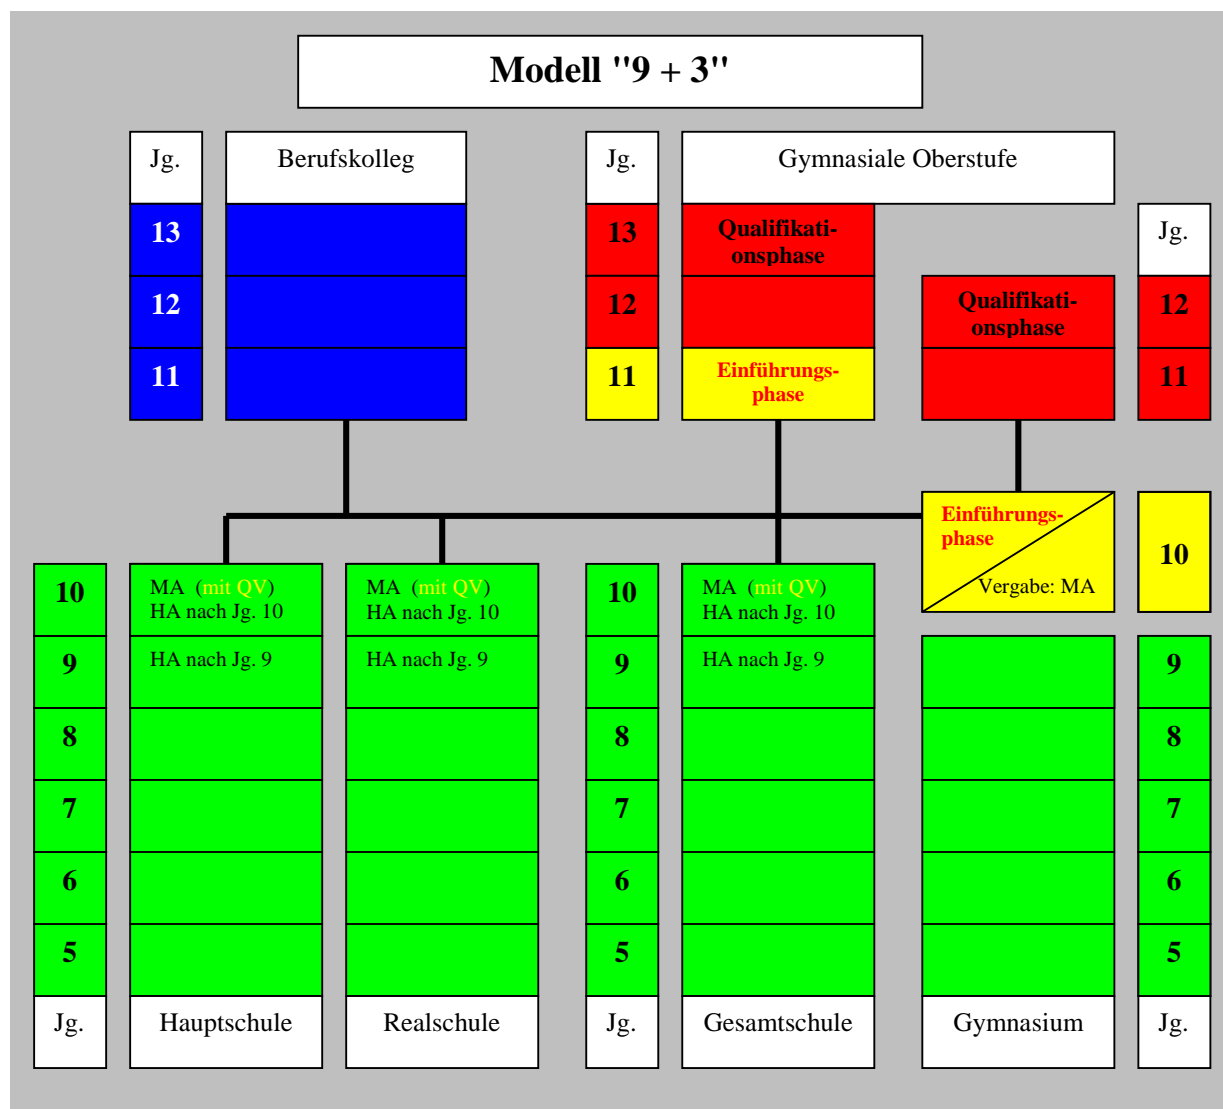 Modell "9 + 3"
Jg. Berufskolleg Jg. Gymnasiale Oberstufe
13 13 Qualifikati-
onsphase
Jg.
12 12 Qualifikati-
onsphase
12
11 11 Einführungs-
phase
11
Einführungs-
phase
Vergabe: MA
10
10 MA (mit QV)
HA nach Jg. 10
MA (mit QV)
HA nach Jg. 10
10 MA (mit QV)
HA nach Jg. 10
9 HA nach Jg. 9 HA nach Jg. 9 9 HA nach Jg. 9 9
8 8 8
7 7 7
6 6 6
5 5 5
Jg. Hauptschule Realschule Jg. Gesamtschule Gymnasium Jg.